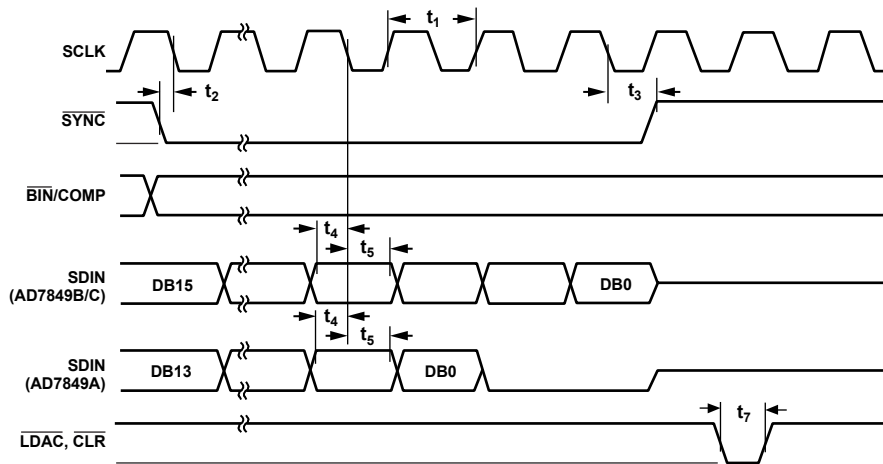 t1
SCLK
t2
t3
SYNC
BIN/COMP
t4
t5
SDIN
(AD7849B/C)
DB15
DB0
t4
t5
SDIN
(AD7849A)
DB13
DB0
t7
LDAC, CLR